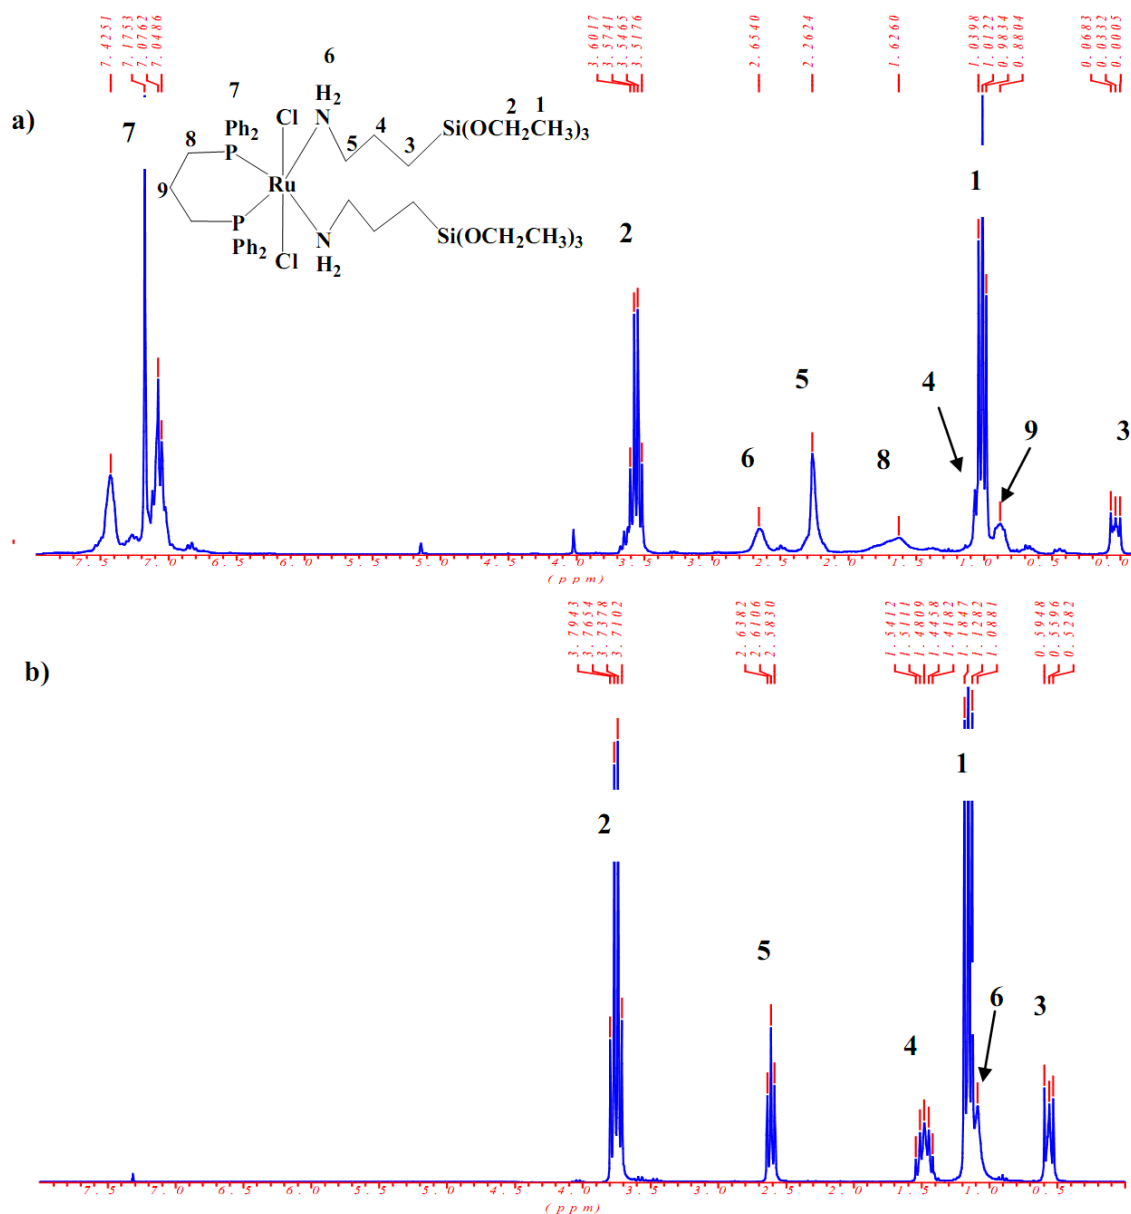 7.4251 7.1753 7.0762 7.0486 3.6017 3.5741 3.5465 3.5176 2.6540 2.2624 1.6260 1.0398 1.0122 0.9834 0.8804 0.0683 0.0332 0.0005
a)
6
7 NH2 2 1
7 Cl 4 Si(OCH2CH3)3
8 Ph2 5 3
P
9 Ru
P Si(OCH2CH3)3
Ph2 Cl N
H2
2 1
5 4 9 3
6 8
7.5 7.0 6.5 6.0 5.5 5.0 4.5 4.0 3.5 3.0 2.5 2.0 1.5 1.0 0.5 0.0
(ppm)
3.7943 3.7654 3.7378 3.7102 2.6382 2.6106 2.5830 1.5412 1.5111 1.4809 1.4458 1.4182 1.1847 1.1282 1.0881 0.5948 0.5596 0.5282
b)
1
2
5
6 3
4
7.5 7.0 6.5 6.0 5.5 5.0 4.5 4.0 3.5 3.0 2.5 2.0 1.5 1.0 0.5
(ppm)